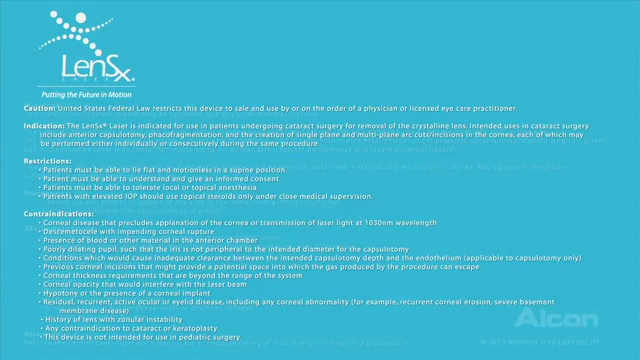 LenSx
LASERS
Putting the Future in Motion
Caution: United States Federal Law restricts this device to sale and use by or on the order of a physician or licensed eye care practitioner.
Indication: The LenSx® Laser is indicated for use in patients undergoing cataract surgery for removal of the crystalline lens. Intended uses in cataract surgery
include anterior capsulotomy, phacofragmentation, and the creation of single plane and multi-plane arc cuts/incisions in the cornea, each of which may
be performed either individually or consecutively during the same procedure.
Restrictions:
• Patients must be able to lie flat and motionless in a supine position
• Patient must be able to understand and give an informed consent
• Patients must be able to tolerate local or topical anesthesia
• Patients with elevated IOP should use topical steroids only under close medical supervision
Contraindications:
• Corneal disease that precludes applanation of the cornea or transmission of laser light at 1030nm wavelength
• Descemetocele with impending corneal rupture
• Presence of blood or other material in the anterior chamber
• Poorly dilating pupil, such that the iris is not peripheral to the intended diameter for the capsulotomy
• Conditions which would cause inadequate clearance between the intended capsulotomy depth and the endothelium (applicable to capsulotomy only)
• Previous corneal incisions that might provide a potential space into which the gas produced by the procedure can escape
• Corneal thickness requirements that are beyond the range of the system
• Corneal opacity that would interfere with the laser beam
• Hypotony or the presence of a corneal implant
• Residual, recurrent, active ocular or eyelid disease, including any corneal abnormality (for example, recurrent corneal erosion, severe basement
membrane disease)
• History of lens with zonular instability
• Any contraindication to cataract or keratoplasty
• This device is not intended for use in pediatric surgery.
Alcon